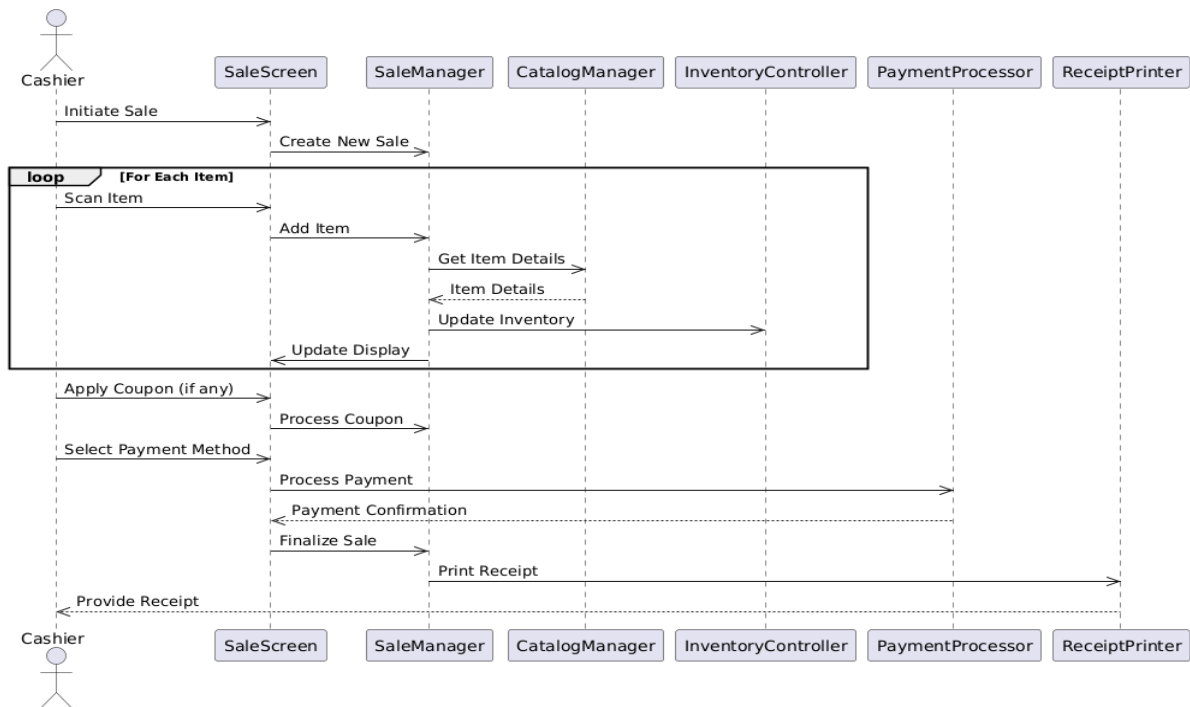 Cashier
SaleScreen SaleManager CatalogManager InventoryController PaymentProcessor ReceiptPrinter
Initiate Sale
Create New Sale
loop [For Each Item]
Scan Item
Add Item
Get Item Details
Item Details
Update Inventory
Update Display
Apply Coupon (if any)
Process Coupon
Select Payment Method
Process Payment
Payment Confirmation
Finalize Sale
Print Receipt
Provide Receipt
Cashier
SaleScreen SaleManager CatalogManager InventoryController PaymentProcessor ReceiptPrinter